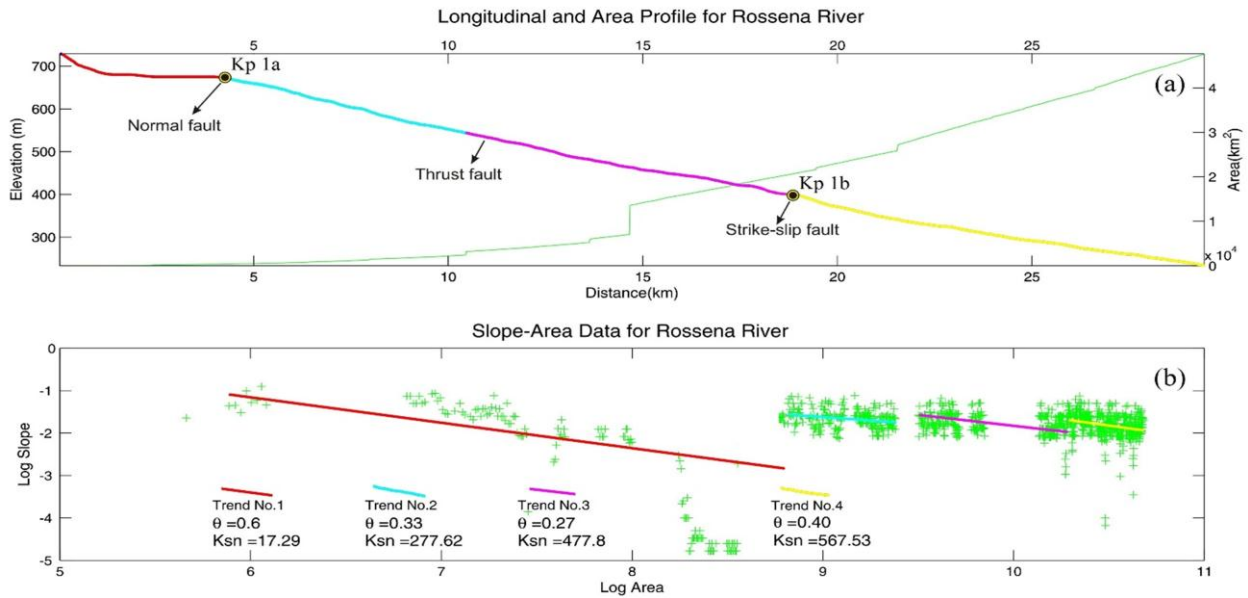 Longitudinal and Area Profile for Rossena River
5 10 15 20 25
700
600
500
400
300
Elevation (m)
Kp 1a
Normal fault
Thrust fault
Kp 1b
Strike-slip fault
(a)
4
3
2
1
0
x 10^4
Area(km^2)
5 10 15 20 25
Distance(km)
Slope-Area Data for Rossena River
(b)
0
-1
-2
-3
-4
-5
Log Slope
Trend No.1 Trend No.2 Trend No.3 Trend No.4
θ =0.6 θ =0.33 θ =0.27 θ =0.40
Ksn =17.29 Ksn =277.62 Ksn =477.8 Ksn =567.53
5 6 7 8 9 10 11
Log Area